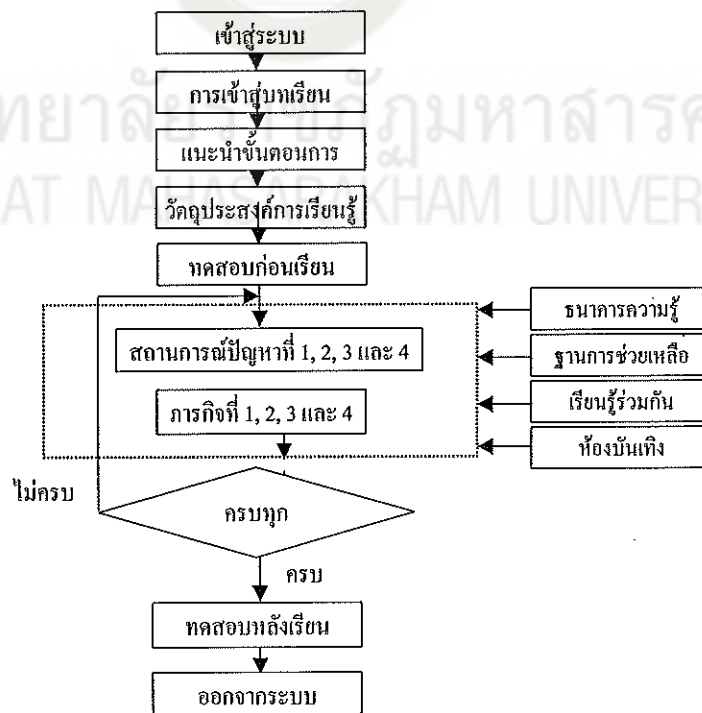 เข้าสู่ระบบ
การเข้าสู่บทเรียน
แนะนำขั้นตอนการ
วัตถุประสงค์การเรียนรู้
AT MAHASARAKHAM UNIVER
ทดสอบก่อนเรียน
ธนาคารความรู้
สถานการณ์ปัญหาที่ 1, 2, 3 และ 4
ฐานการช่วยเหลือ
ภารกิจที่ 1, 2, 3 และ 4
เรียนรู้ร่วมกัน
ห้องบันเทิง
ไม่ครบ
ครบทุก
ครบ
ทดสอบหลังเรียน
ออกจากระบบ